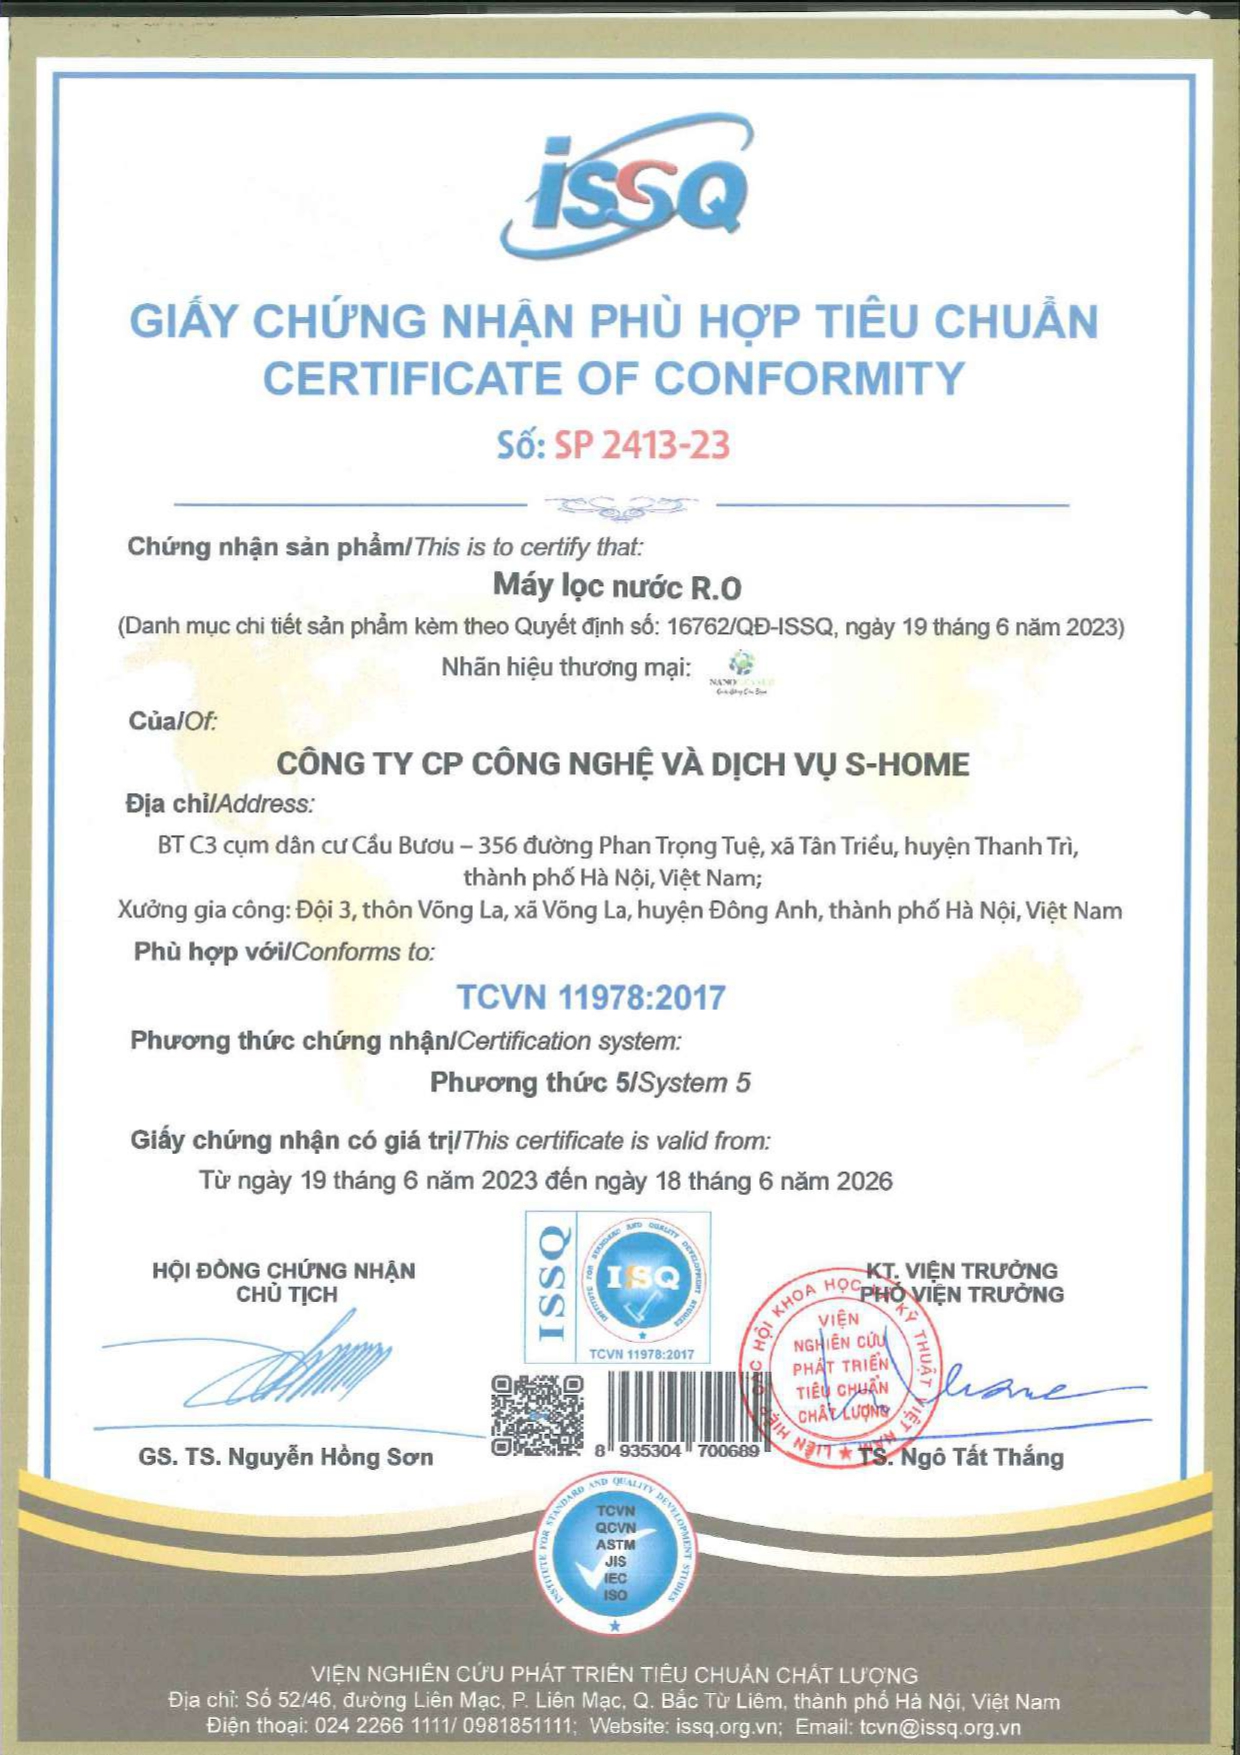 ISSQ
GIẤY CHỨNG NHẬN PHÙ HỢP TIÊU CHUẨN
CERTIFICATE OF CONFORMITY
Số: SP 2413-23
Chứng nhận sản phẩm/This is to certify that:
Máy lọc nước R.O
(Danh mục chi tiết sản phẩm kèm theo Quyết định số: 16762/QĐ-ISSQ, ngày 19 tháng 6 năm 2023)
Nhãn hiệu thương mại:
Của/Of:
CÔNG TY CP CÔNG NGHỆ VÀ DỊCH VỤ S-HOME
Địa chỉ/Address:
BT C3 cụm dân cư Cầu Bươu – 356 đường Phan Trọng Tuệ, xã Tân Triều, huyện Thanh Trì,
thành phố Hà Nội, Việt Nam;
Xưởng gia công: Đội 3, thôn Võng La, xã Võng La, huyện Đông Anh, thành phố Hà Nội, Việt Nam
Phù hợp với/Conforms to:
TCVN 11978:2017
Phương thức chứng nhận/Certification system:
Phương thức 5/System 5
Giấy chứng nhận có giá trị/This certificate is valid from:
Từ ngày 19 tháng 6 năm 2023 đến ngày 18 tháng 6 năm 2026
HỘI ĐỒNG CHỨNG NHẬN
CHỦ TỊCH
GS. TS. Nguyễn Hồng Sơn
ISSQ
INSTITUTE FOR STANDARD AND QUALITY DEVELOPMENT STUDIES
ISSQ
TCVN 11978:2017
8 935304 700689
KT. VIỆN TRƯỞNG
PHÓ VIỆN TRƯỞNG
LIÊN HIỆP CÁC HỘI KHOA HỌC VÀ KỸ THUẬT VIỆT NAM
VIỆN
NGHIÊN CỨU
PHÁT TRIỂN
TIÊU CHUẨN
CHẤT LƯỢNG
TS. Ngô Tất Thắng
INSTITUTE FOR STANDARD AND QUALITY DEVELOPMENT STUDIES
TCVN
QCVN
ASTM
JIS
IEC
ISO
VIỆN NGHIÊN CỨU PHÁT TRIỂN TIÊU CHUẨN CHẤT LƯỢNG
Địa chỉ: Số 52/46, đường Liên Mạc, P. Liên Mạc, Q. Bắc Từ Liêm, thành phố Hà Nội, Việt Nam
Điện thoại: 024 2266 1111/ 0981851111; Website: issq.org.vn; Email: tcvn@issq.org.vn